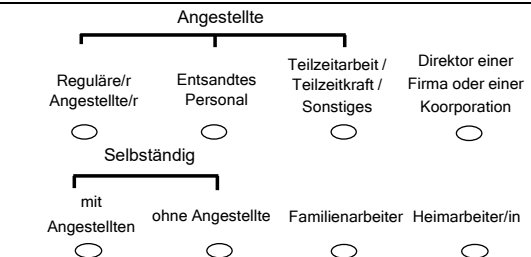 Angestellte
Reguläre/r
Angestellte/r
Entsandtes
Personal
Teilzeitarbeit /
Teilzeitkraft /
Sonstiges
Direktor einer
Firma oder einer
Koorporation
Selbständig
mit
Angestellten
ohne Angestellte
Familienarbeiter
Heimarbeiter/in